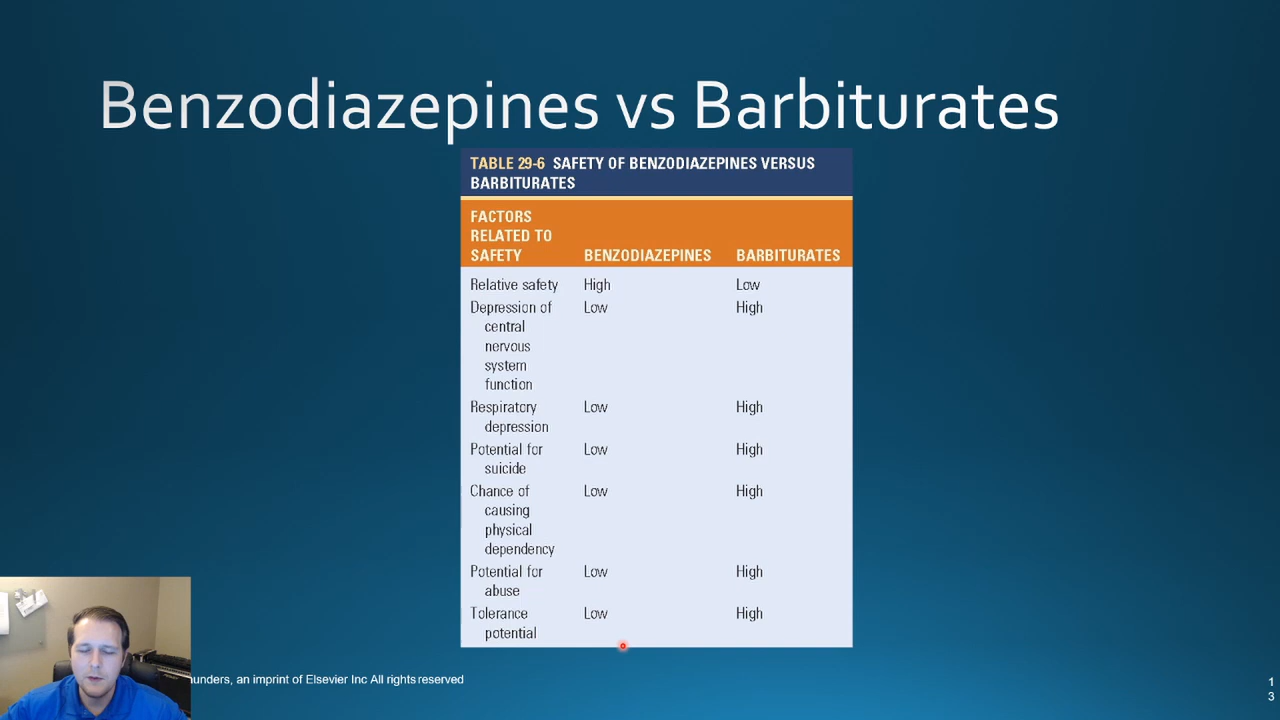 Benzodiazepines vs Barbiturates
TABLE 29-6 SAFETY OF BENZODIAZEPINES VERSUS
BARBITURATES
FACTORS
RELATED TO
SAFETY BENZODIAZEPINES BARBITURATES
Relative safety High Low
Depression of Low High
central
nervous
system
function
Respiratory Low High
depression
Potential for Low High
suicide
Chance of Low High
causing
physical
dependency
Potential for Low High
abuse
Tolerance Low High
potential
an imprint of Elsevier Inc All rights reserved
1
3